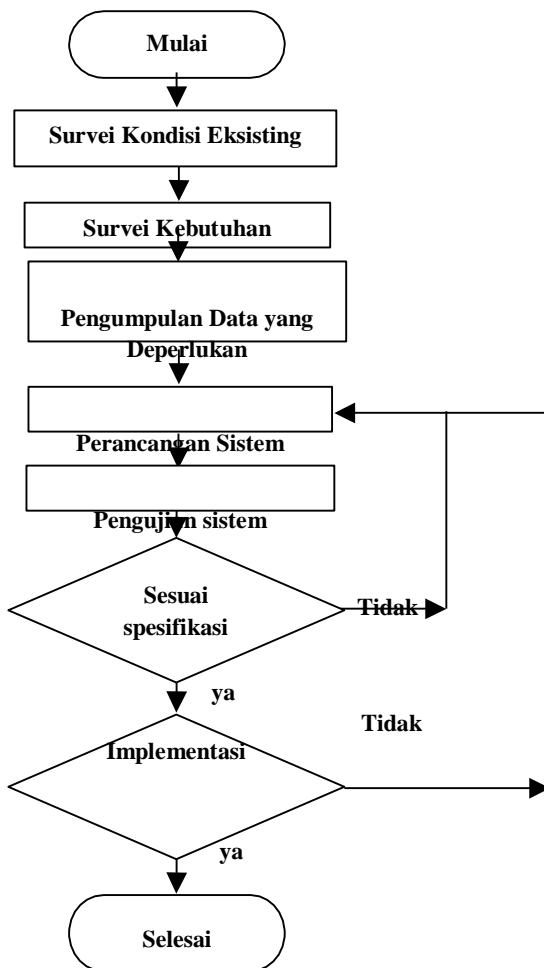 Mulai
Survei Kondisi Eksisting
Survei Kebutuhan
Pengumpulan Data yang
Deperlukan
Perancangan Sistem
Pengujian sistem
Sesuai
spesifikasi
Tidak
ya
Tidak
Implementasi
ya
Selesai